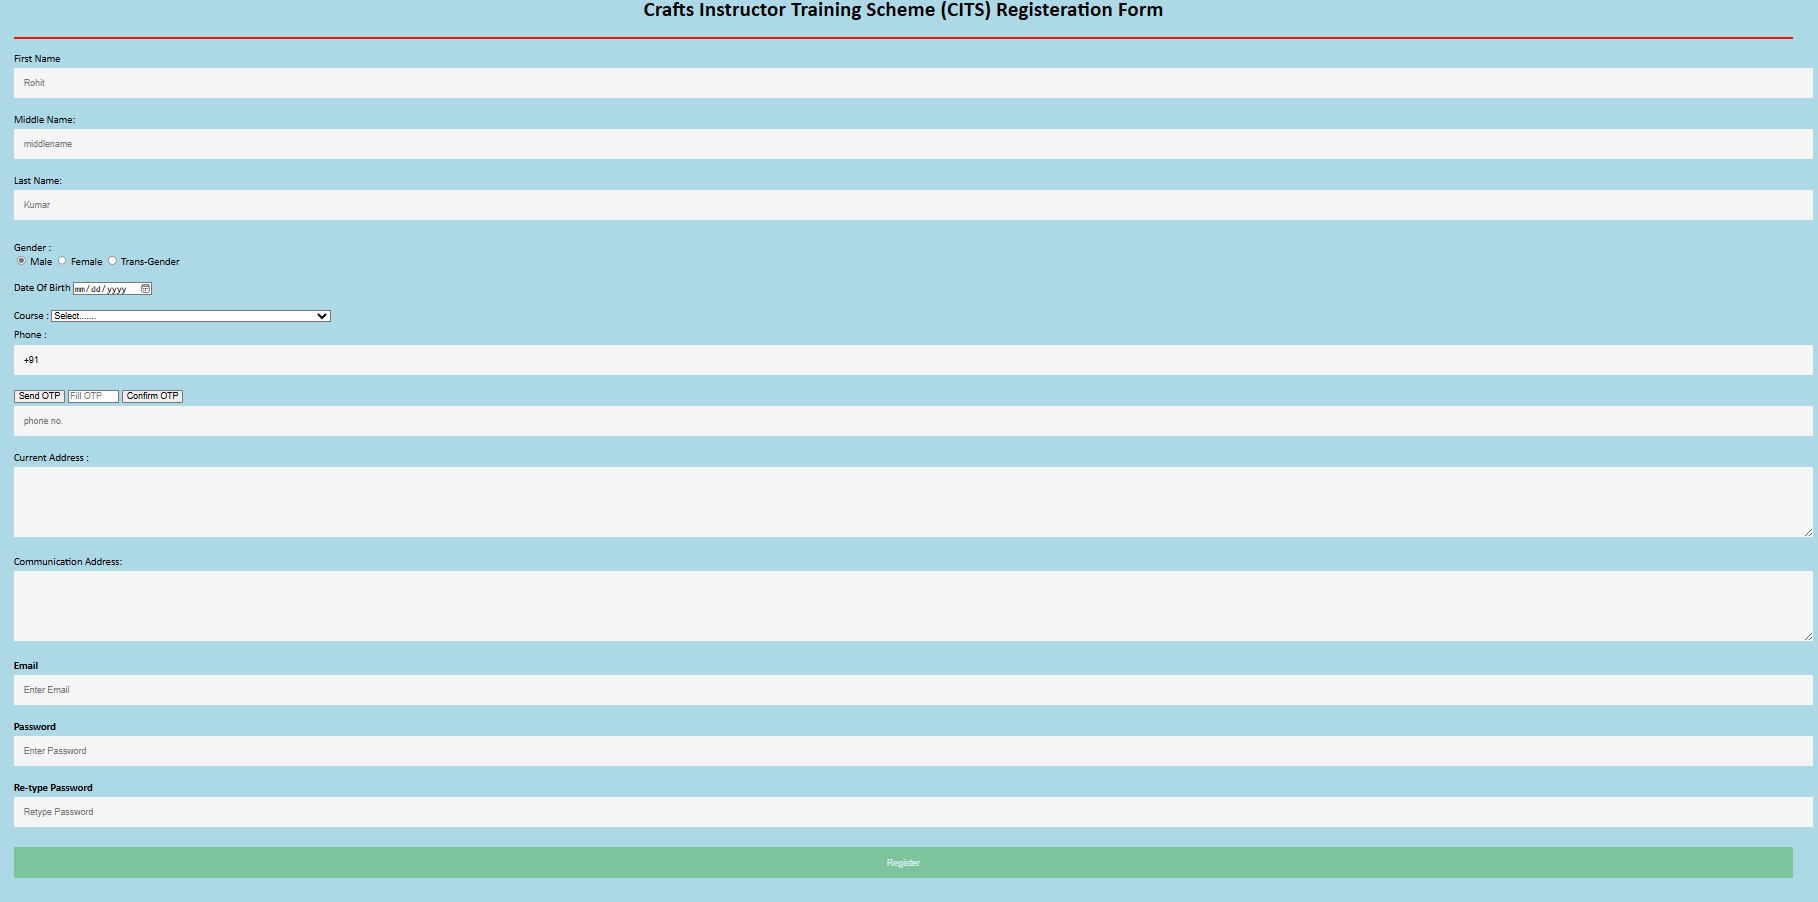 Crafts Instructor Training Scheme (CITS) Registeration Form
First Name
Rohit
Middle Name:
middlename
Last Name:
Kumar
Gender :
Male Female Trans-Gender
Date Of Birth mm/dd/yyyy
Course : Select.......
Phone :
+91
Send OTP Fill OTP Confirm OTP
phone no.
Current Address :
Communication Address:
Email
Enter Email
Password
Enter Password
Re-type Password
Retype Password
Register